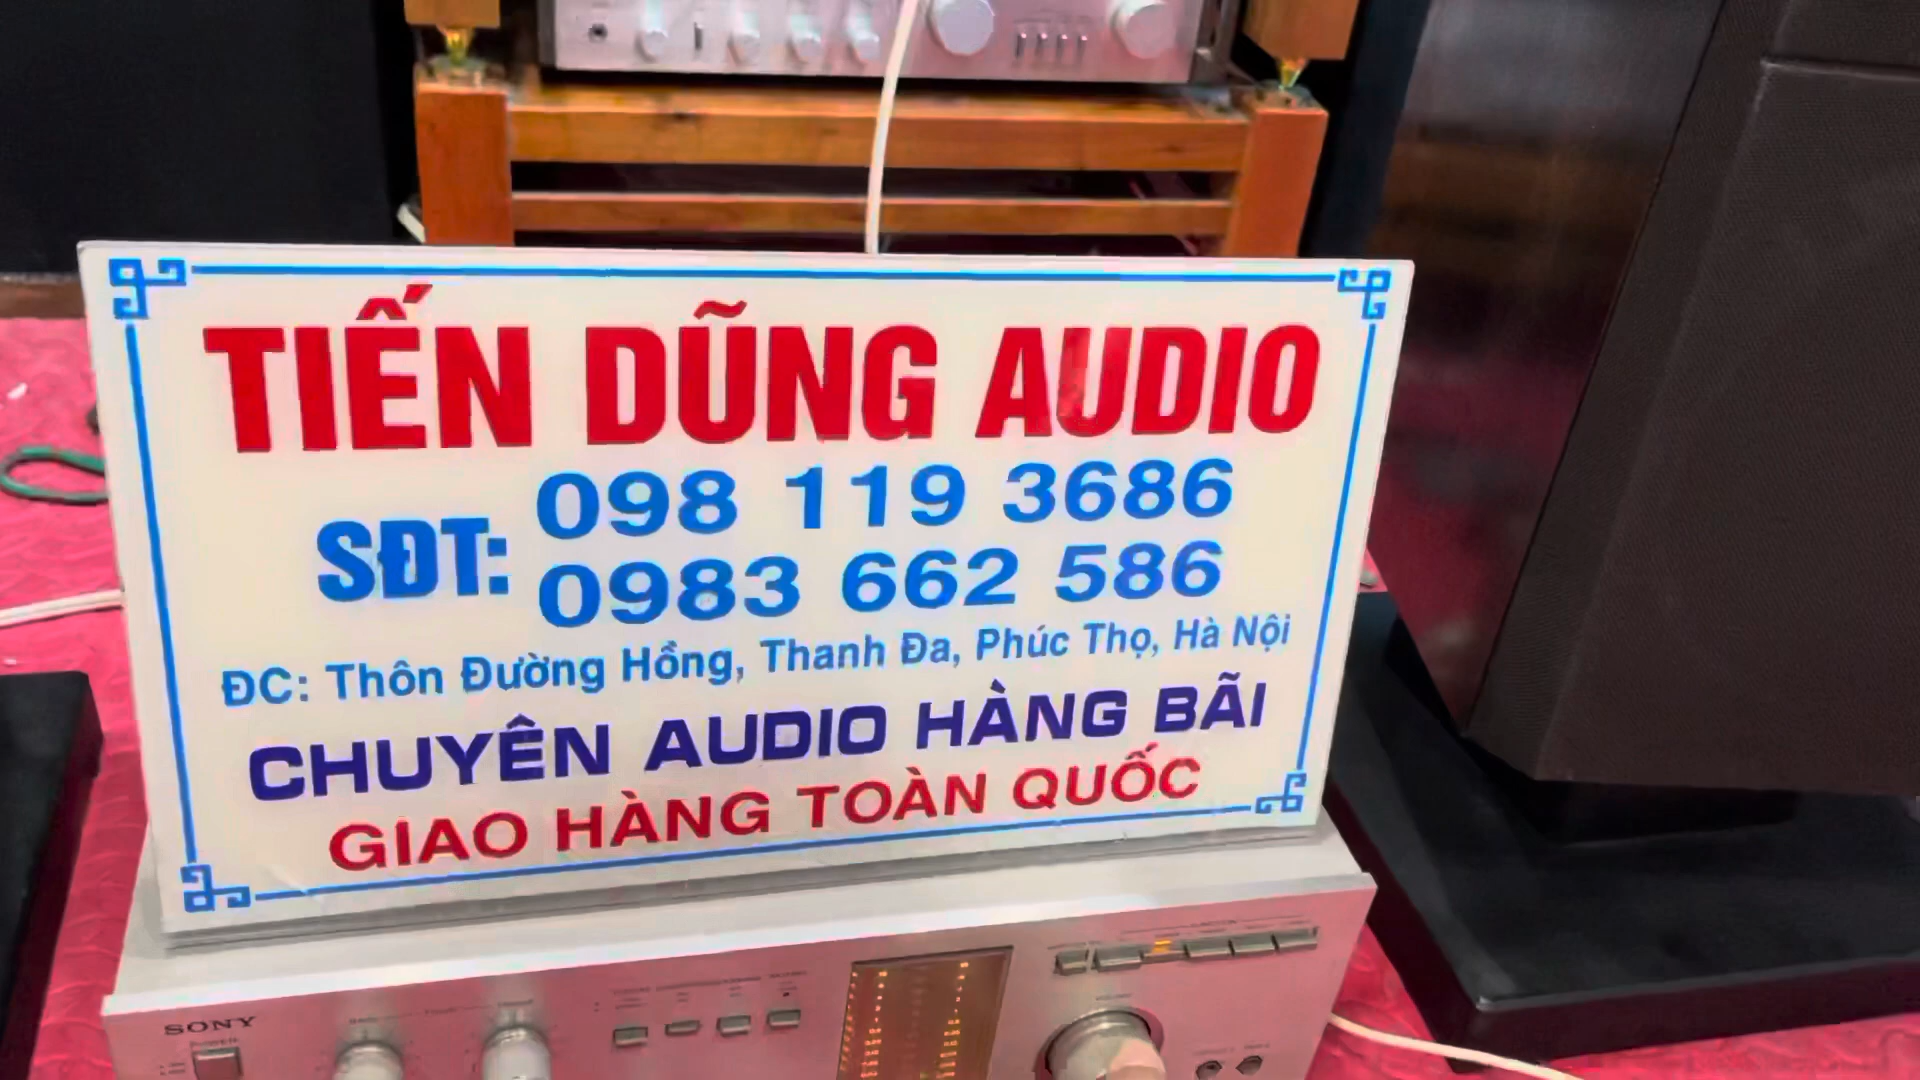 TIẾN DŨNG AUDIO
SĐT: 098 119 3686
0983 662 586
ĐC: Thôn Đường Hồng, Thanh Đa, Phúc Thọ, Hà Nội
CHUYÊN AUDIO HÀNG BÃI
GIAO HÀNG TOÀN QUỐC
SONY
POWER